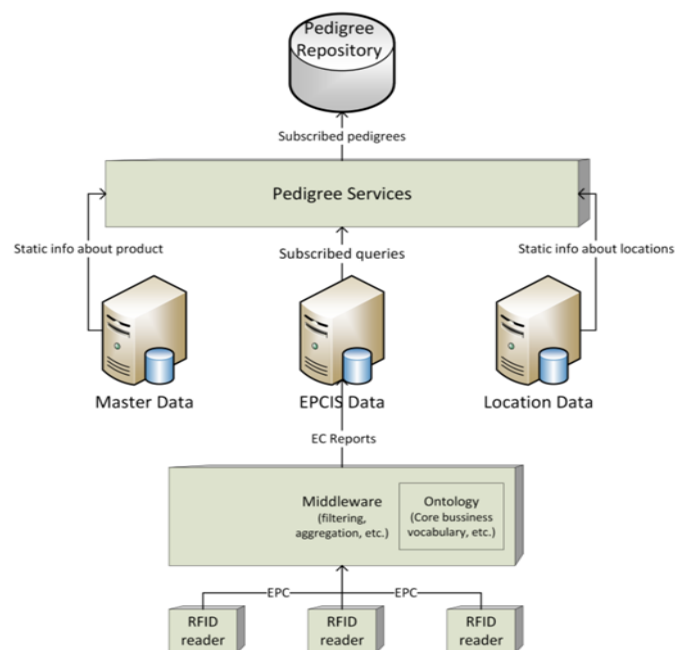 Pedigree
Repository
Subscribed pedigrees
Pedigree Services
Static info about product
Subscribed queries
Static info about locations
Master Data
EPCIS Data
Location Data
EC Reports
Middleware
(filtering,
aggregation, etc.)
Ontology
(Core bussiness
vocabulary, etc.)
EPC
EPC
RFID
reader
RFID
reader
RFID
reader